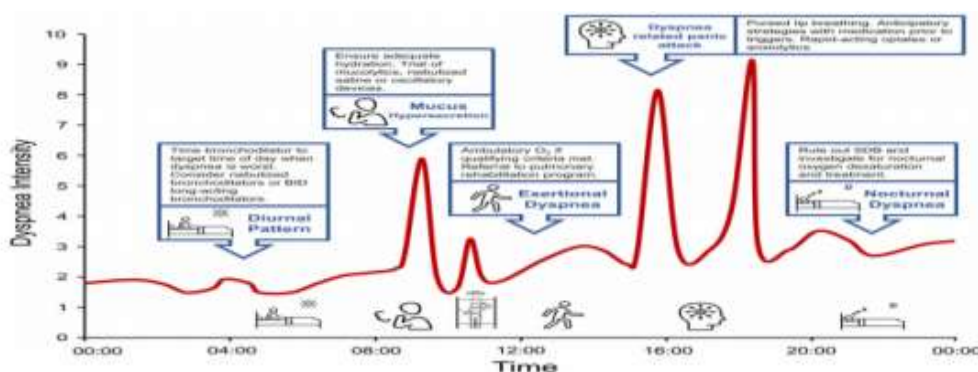 Dyspnea
related panic
attack
Pursed lip breathing. Anticipatory
strategies with medication prior to
triggers. Rapid-acting opiates or
anxiolytics
Ensure adequate
hydration. Trial of
mucolytics, nebulized
saline or oscillatory
devices.
Mucus
Hypersecretion
Time bronchodilator to
target time of day when
dyspnea is worst.
Consider nebulized
bronchodilators or BID
long-acting
bronchodilators
Diurnal
Pattern
Ambulatory O₂ if
qualifying criteria met.
Referral to pulmonary
rehabilitation program.
Exertional
Dyspnea
Rule out SDB and
investigate for nocturnal
oxygen desaturation
and treatment.
Nocturnal
Dyspnea
Dyspnea Intensity
10
9
8
7
6
5
4
3
2
1
0
00:00 04:00 08:00 12:00 16:00 20:00 00:00
Time